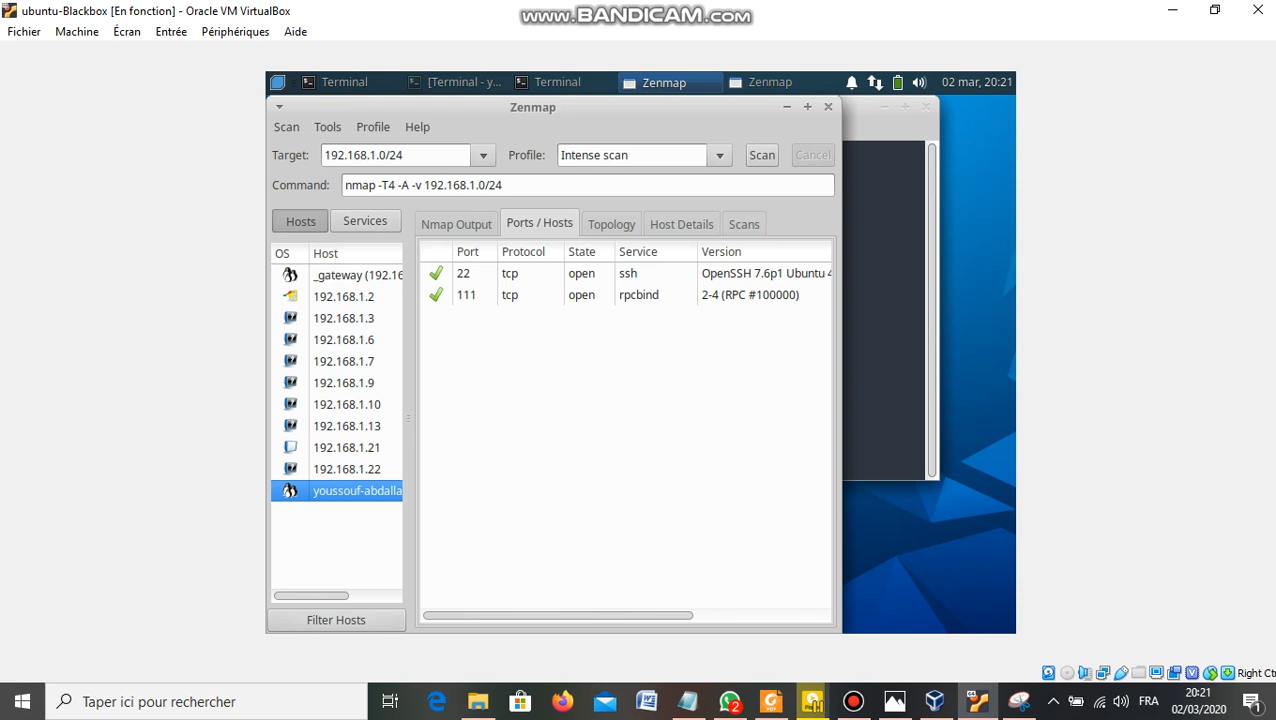 ubuntu-Blackbox [En fonction] - Oracle VM VirtualBox
www.BANDICAM.com
Fichier Machine Écran Entrée Périphériques Aide
Terminal [Terminal - y... Terminal Zenmap Zenmap 02 mar, 20:21
Zenmap
Scan Tools Profile Help
Target: 192.168.1.0/24 Profile: Intense scan Scan Cancel
Command: nmap -T4 -A -v 192.168.1.0/24
Hosts Services Nmap Output Ports / Hosts Topology Host Details Scans
OS Host Port Protocol State Service Version
_gateway (192.16 22 tcp open ssh OpenSSH 7.6p1 Ubuntu 4
192.168.1.2 111 tcp open rpcbind 2-4 (RPC #100000)
192.168.1.3
192.168.1.6
192.168.1.7
192.168.1.9
192.168.1.10
192.168.1.13
192.168.1.21
192.168.1.22
youssouf-abdalla
Filter Hosts
Right Ct
Taper ici pour rechercher 2 FRA 20:21 1
02/03/2020